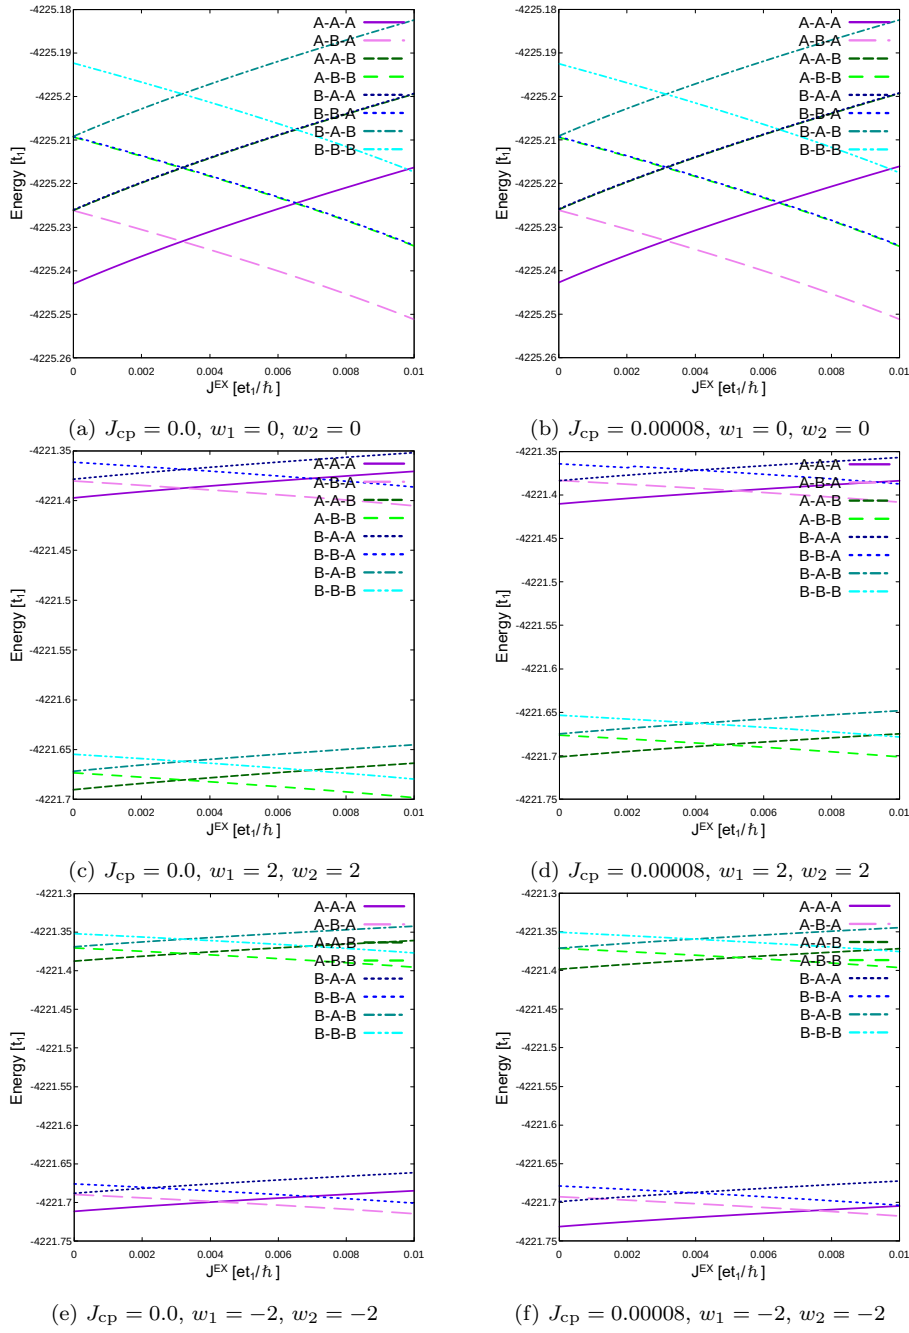 -4225.18
-4225.19
-4225.2
-4225.21
-4225.22
-4225.23
-4225.24
-4225.25
-4225.26
Energy [t₁]
0 0.002 0.004 0.006 0.008 0.01
J^EX [et₁/ℏ]
A-A-A
A-B-A
A-A-B
A-B-B
B-A-A
B-B-A
B-A-B
B-B-B
(a) J_cp = 0.0, w₁ = 0, w₂ = 0
-4225.18
-4225.19
-4225.2
-4225.21
-4225.22
-4225.23
-4225.24
-4225.25
-4225.26
Energy [t₁]
0 0.002 0.004 0.006 0.008 0.01
J^EX [et₁/ℏ]
A-A-A
A-B-A
A-A-B
A-B-B
B-A-A
B-B-A
B-A-B
B-B-B
(b) J_cp = 0.00008, w₁ = 0, w₂ = 0
-4221.35
-4221.4
-4221.45
-4221.5
-4221.55
-4221.6
-4221.65
-4221.7
Energy [t₁]
0 0.002 0.004 0.006 0.008 0.01
J^EX [et₁/ℏ]
A-A-A
A-B-A
A-A-B
A-B-B
B-A-A
B-B-A
B-A-B
B-B-B
(c) J_cp = 0.0, w₁ = 2, w₂ = 2
-4221.35
-4221.4
-4221.45
-4221.5
-4221.55
-4221.6
-4221.65
-4221.7
-4221.75
Energy [t₁]
0 0.002 0.004 0.006 0.008 0.01
J^EX [et₁/ℏ]
A-A-A
A-B-A
A-A-B
A-B-B
B-A-A
B-B-A
B-A-B
B-B-B
(d) J_cp = 0.00008, w₁ = 2, w₂ = 2
-4221.3
-4221.35
-4221.4
-4221.45
-4221.5
-4221.55
-4221.6
-4221.65
-4221.7
-4221.75
Energy [t₁]
0 0.002 0.004 0.006 0.008 0.01
J^EX [et₁/ℏ]
A-A-A
A-B-A
A-A-B
A-B-B
B-A-A
B-B-A
B-A-B
B-B-B
(e) J_cp = 0.0, w₁ = −2, w₂ = −2
-4221.3
-4221.35
-4221.4
-4221.45
-4221.5
-4221.55
-4221.6
-4221.65
-4221.7
-4221.75
Energy [t₁]
0 0.002 0.004 0.006 0.008 0.01
J^EX [et₁/ℏ]
A-A-A
A-B-A
A-A-B
A-B-B
B-A-A
B-B-A
B-A-B
B-B-B
(f) J_cp = 0.00008, w₁ = −2, w₂ = −2